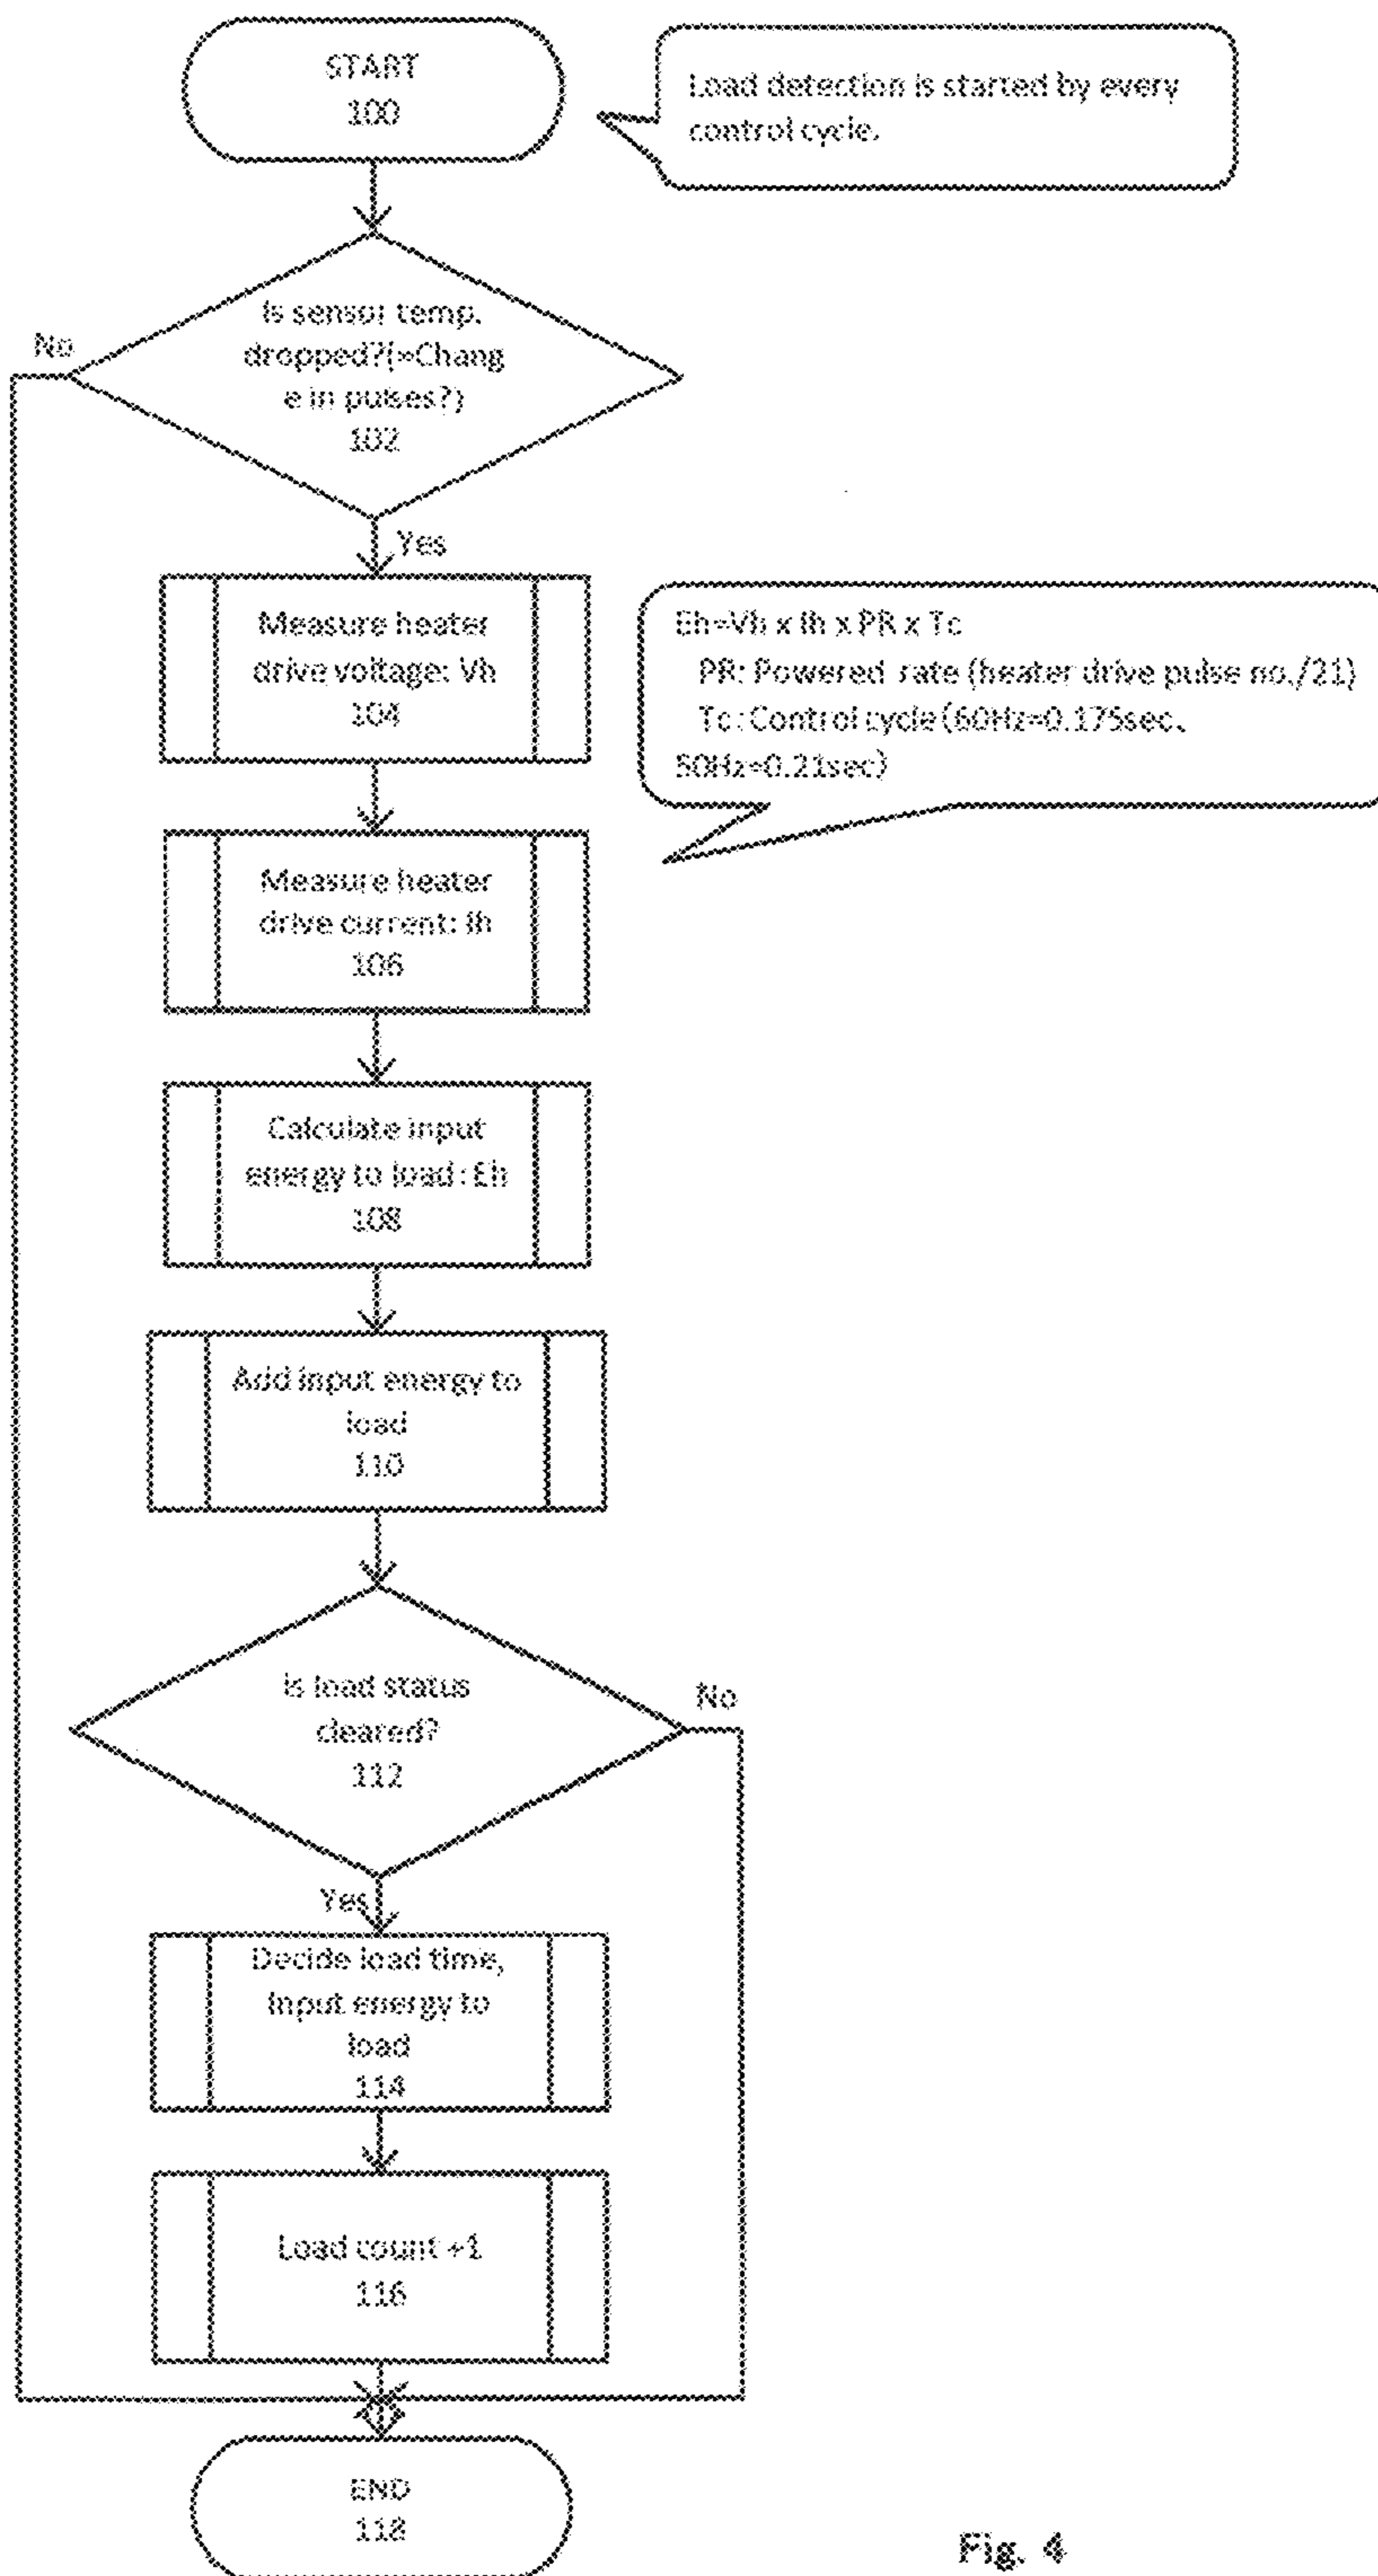 START
100
Load detection is started by every
control cycle.
Is sensor temp.
dropped?(=Chang
e in pulses?)
102
No
Yes
Measure heater
drive voltage: Vh
104
Eh=Vh x Ih x PR x Tc
PR: Powered rate (heater drive pulse no./21)
Tc: Control cycle(60Hz=0.175sec、
50Hz=0.21sec)
Measure heater
drive current: Ih
106
Calculate input
energy to load: Eh
108
Add input energy to
load
110
Is load status
cleared?
112
No
Yes
Decide load time,
Input energy to
load
114
Load count +1
116
END
118
Fig. 4